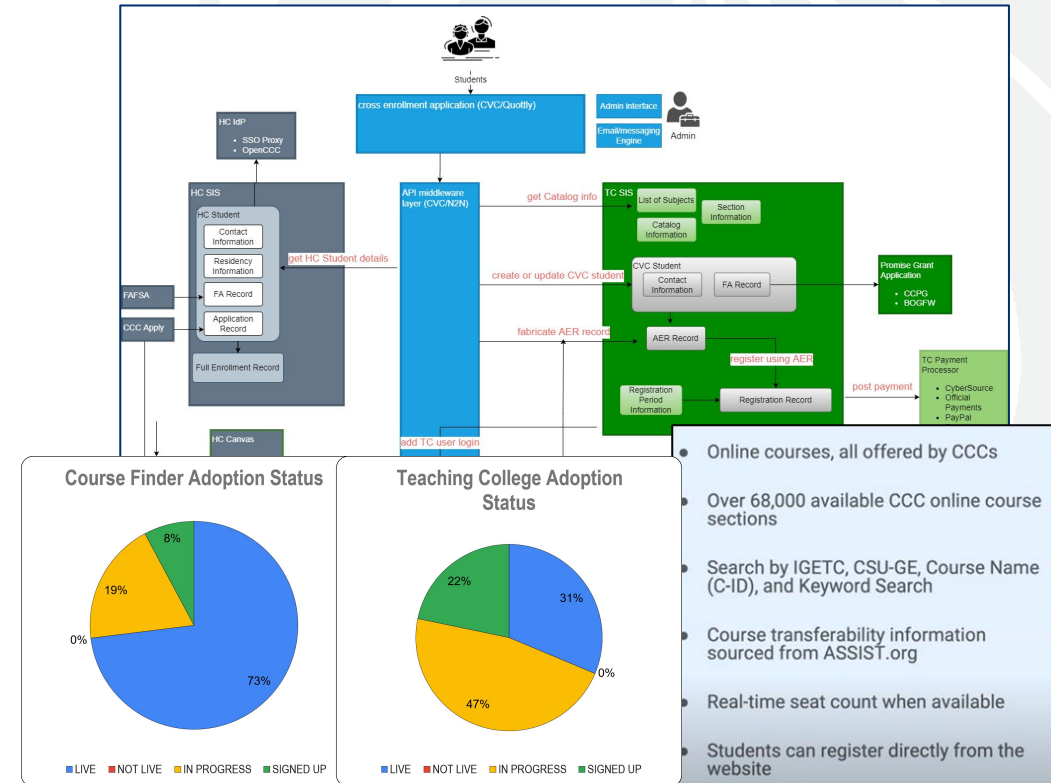 Students
cross enrollment application (CVC/Quottly)
Admin interface
Email/messaging
Engine
Admin
HC IdP
• SSO Proxy
• OpenCCC
HC SIS
HC Student
Contact
Information
Residency
Information
FA Record
Application
Record
Full Enrollment Record
FAFSA
CCC Apply
HC Canvas
API middleware
layer (CVC/N2N)
get HC Student details
get Catalog info
create or update CVC student
fabricate AER record
add TC user login
TC SIS
List of Subjects
Section
Information
Catalog
Information
CVC Student
Contact
Information
FA Record
AER Record
register using AER
Registration
Period
Information
Registration Record
Promise Grant
Application
• CCPG
• BOGFW
post payment
TC Payment
Processor
• CyberSource
• Official
Payments
• PayPal
Course Finder Adoption Status
8%
19%
0%
73%
LIVE NOT LIVE IN PROGRESS SIGNED UP
Teaching College Adoption
Status
22%
31%
0%
47%
LIVE NOT LIVE IN PROGRESS SIGNED UP
• Online courses, all offered by CCCs
• Over 68,000 available CCC online course
sections
• Search by IGETC, CSU-GE, Course Name
(C-ID), and Keyword Search
• Course transferability information
sourced from ASSIST.org
• Real-time seat count when available
• Students can register directly from the
website